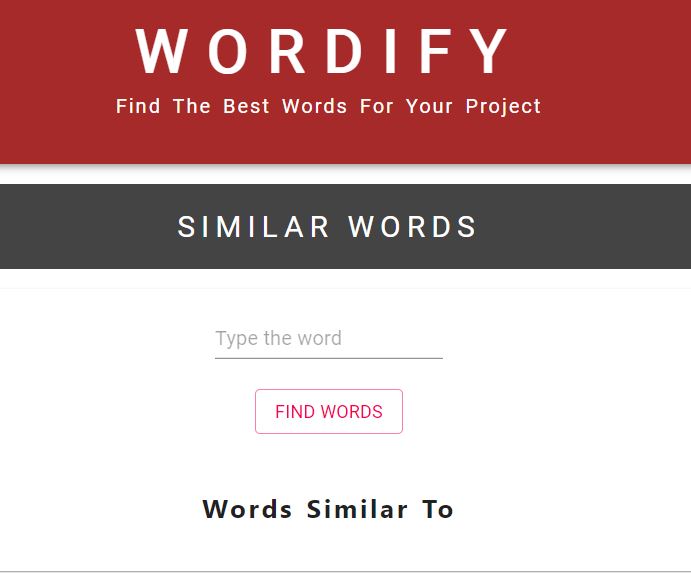 WORDIFY
Find The Best Words For Your Project
SIMILAR WORDS
Type the word
FIND WORDS
Words Similar To